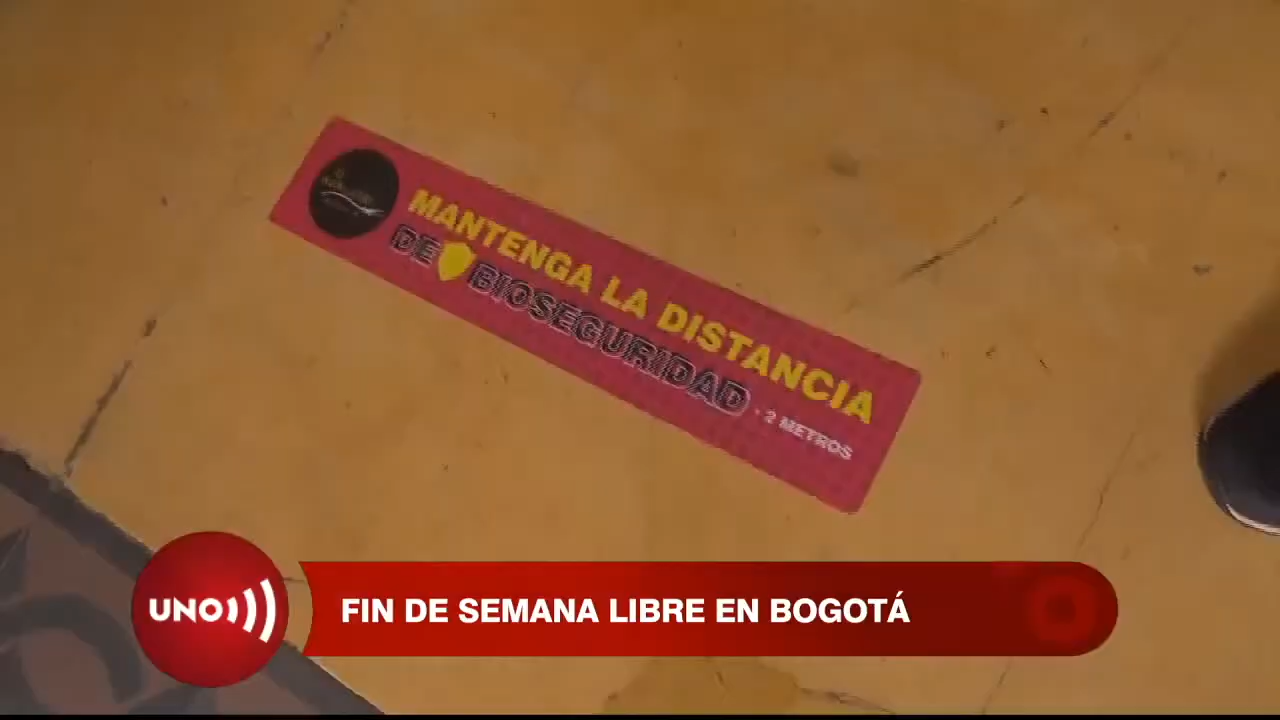 MANTENGA LA DISTANCIA
DE BIOSEGURIDAD • 2 METROS
UNO
FIN DE SEMANA LIBRE EN BOGOTÁ